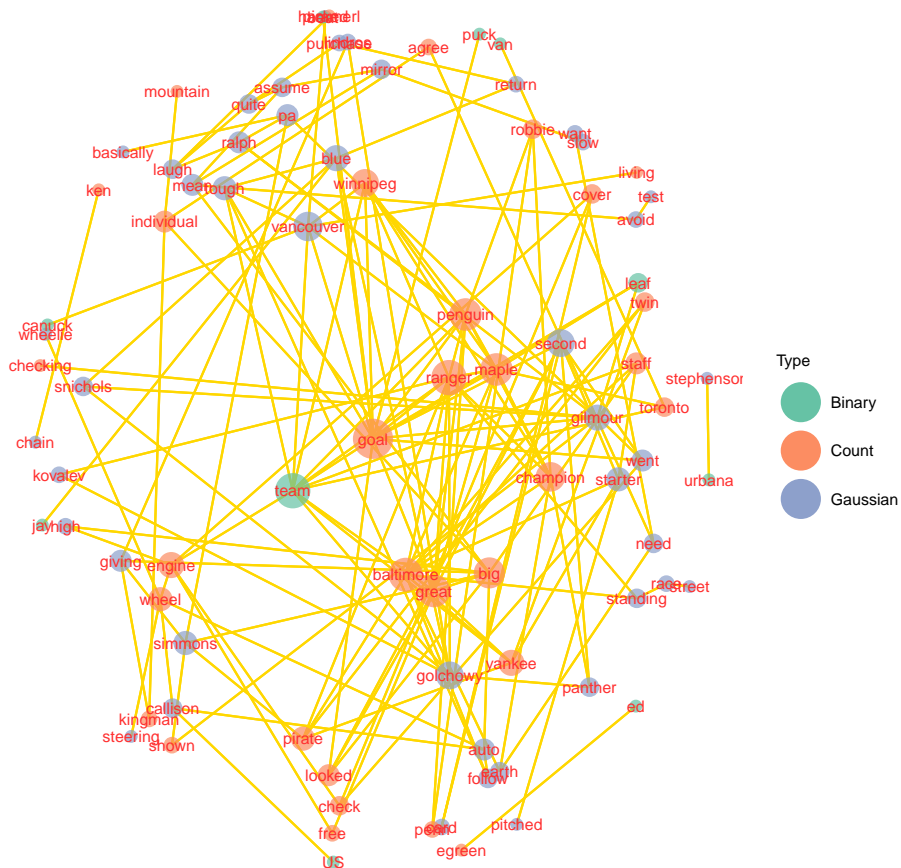 puck
van
agree
mirror
return
mountain
assume
quite
pa
robbie
want
slow
basically
ralph
blue
laugh
mean
tough
winnipeg
living
ken
cover
test
individual
vancouver
avoid
leaf
twin
penguin
canuck
wheelie
second
checking
snichols
ranger
maple
staff
stephenson
Type
Binary
Count
Gaussian
toronto
gilmour
goal
chain
kovalev
went
champion
starter
urbana
team
jay
high
need
giving
engine
baltimore
big
great
race
street
wheel
standing
simmons
yankee
golchowy
panther
callison
kingman
ed
steering
shown
pirate
auto
looked
earth
follow
check
free
pitched
egreen
US